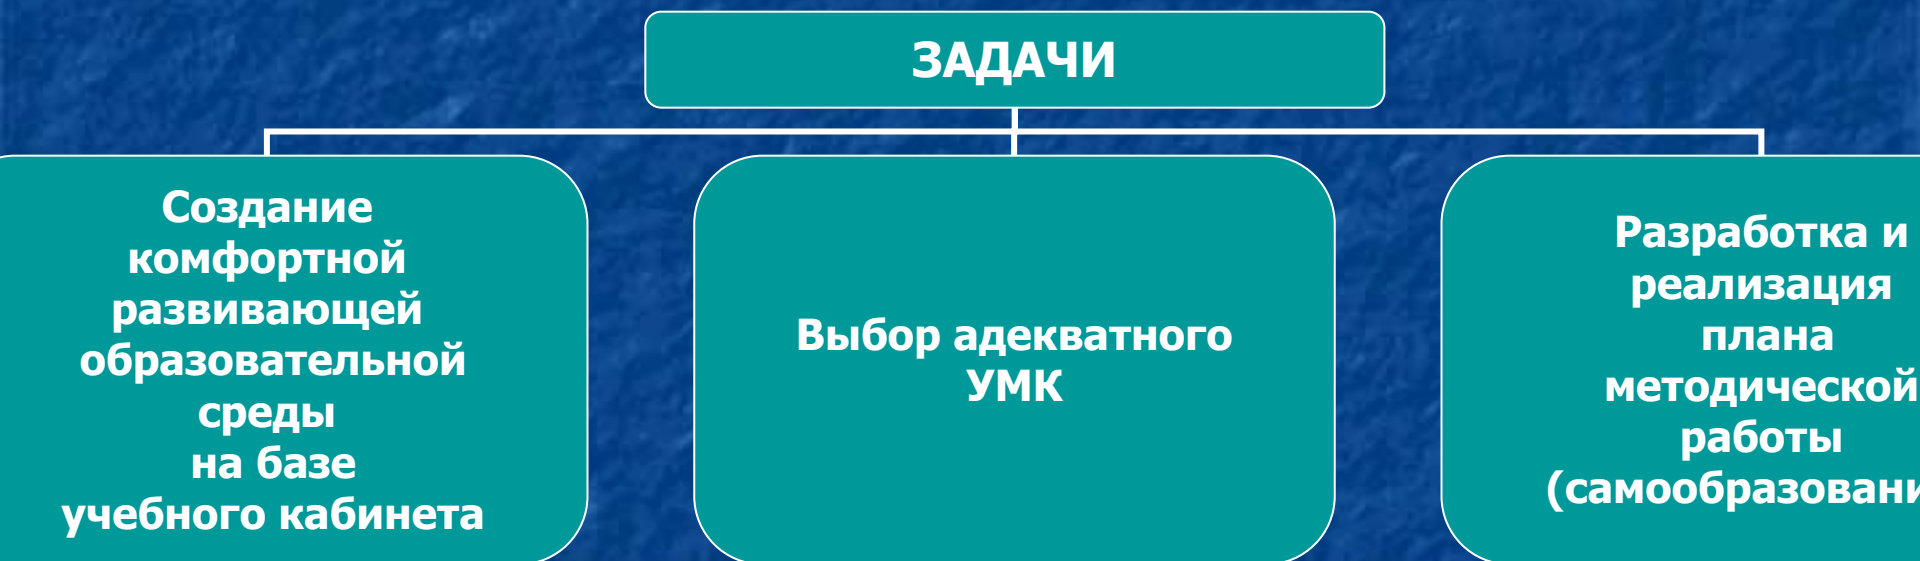 ЗАДАЧИ
Создание
комфортной
развивающей
образовательной
среды
на базе
учебного кабинета
Выбор адекватного
УМК
Разработка и
реализация
плана
методической
работы